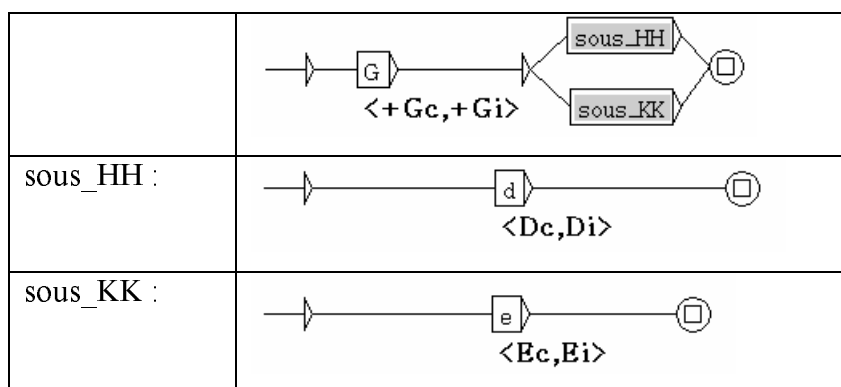 sous_HH
G
<+Gc,+Gi>
sous_KK
sous_HH :
d
<Dc,Di>
sous_KK :
e
<Ec,Ei>